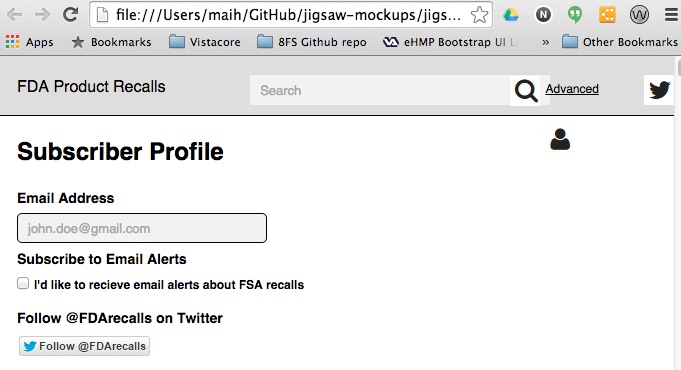 file:///Users/maih/GitHub/jigsaw-mockups/jigs...
Apps Bookmarks Vistacore 8FS Github repo eHMP Bootstrap UI L » Other Bookmarks
FDA Product Recalls Search Advanced
Subscriber Profile
Email Address
john.doe@gmail.com
Subscribe to Email Alerts
I'd like to recieve email alerts about FSA recalls
Follow @FDArecalls on Twitter
Follow @FDArecalls